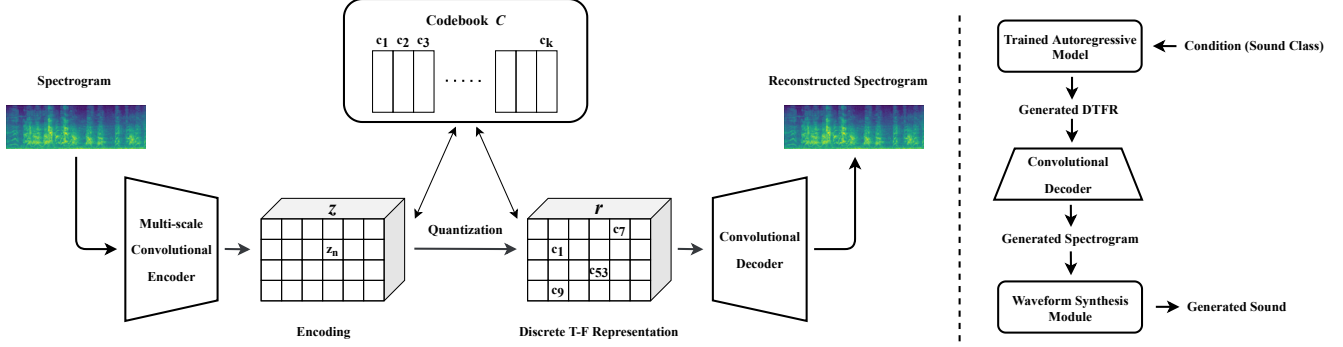 Codebook C
c1 c2 c3 ..... ck
Spectrogram
Reconstructed Spectrogram
Multi-scale
Convolutional
Encoder
z
zn
Encoding
Quantization
r
c7
c1
c53
c9
Discrete T-F Representation
Convolutional
Decoder
Trained Autoregressive
Model
Condition (Sound Class)
Generated DTFR
Convolutional
Decoder
Generated Spectrogram
Waveform Synthesis
Module
Generated Sound